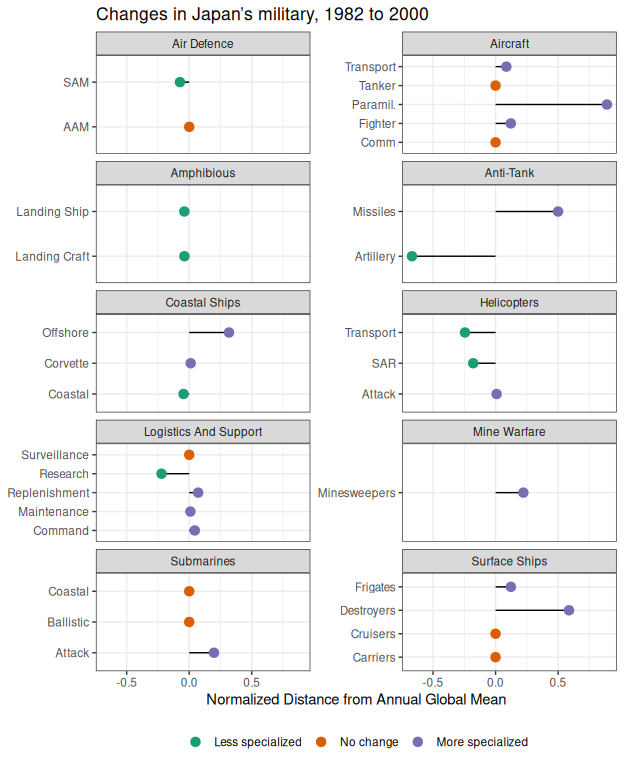 Changes in Japan’s military, 1982 to 2000
Air Defence
SAM
AAM
Aircraft
Transport
Tanker
Paramil.
Fighter
Comm
Amphibious
Landing Ship
Landing Craft
Anti-Tank
Missiles
Artillery
Coastal Ships
Offshore
Corvette
Coastal
Helicopters
Transport
SAR
Attack
Logistics And Support
Surveillance
Research
Replenishment
Maintenance
Command
Mine Warfare
Minesweepers
Submarines
Coastal
Ballistic
Attack
Surface Ships
Frigates
Destroyers
Cruisers
Carriers
-0.5 0.0 0.5 -0.5 0.0 0.5
Normalized Distance from Annual Global Mean
Less specialized No change More specialized